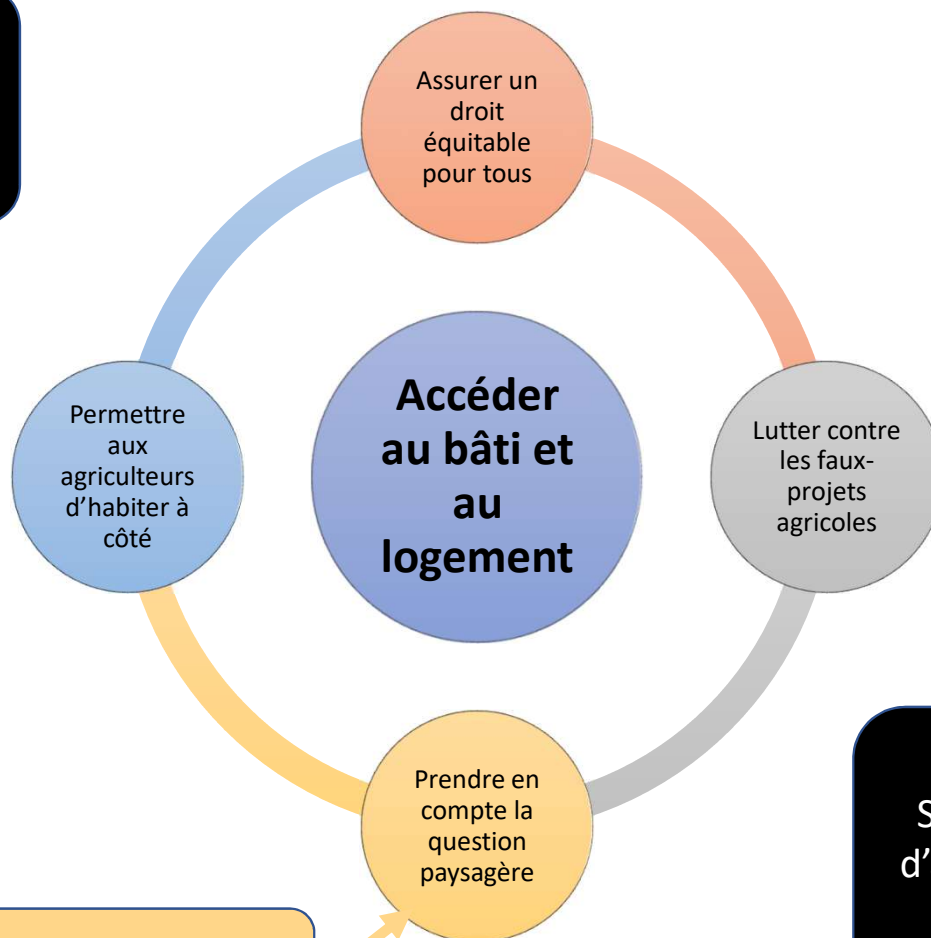 Assurer un
droit
équitable
pour tous
Accéder
au bâti et
au
logement
Permettre
aux
agriculteurs
d'habiter à
côté
Lutter contre
les faux-
projets
agricoles
Prendre en
compte la
question
paysagère